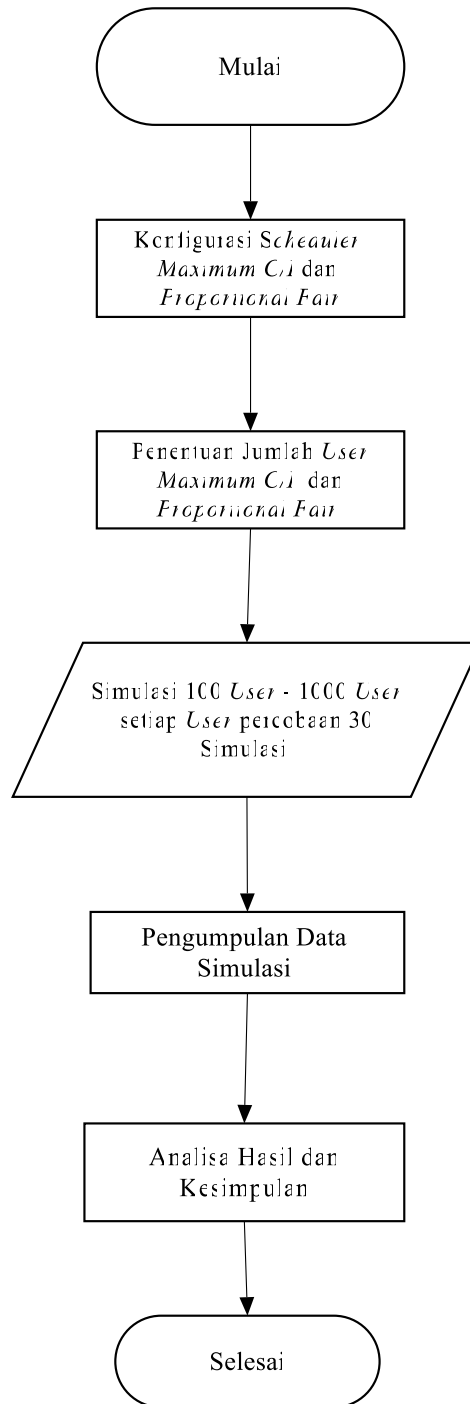 Mulai
Konfigurasi Scheduler
Maximum C/I dan
Proportional Fair
Penentuan Jumlah User
Maximum C/I dan
Proportional Fair
Simulasi 100 User - 1000 User
setiap User percobaan 30
Simulasi
Pengumpulan Data
Simulasi
Analisa Hasil dan
Kesimpulan
Selesai